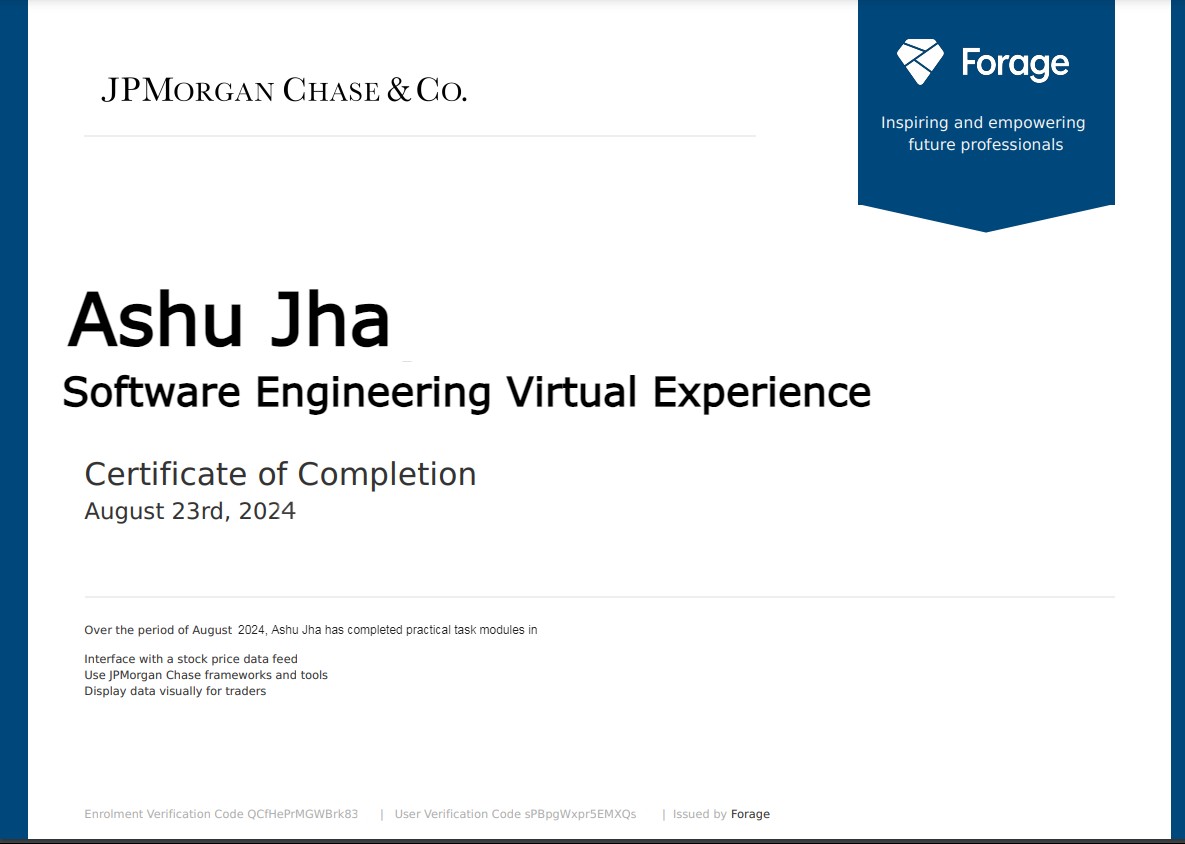 JPMORGAN CHASE & CO.
Forage
Inspiring and empowering
future professionals
Ashu Jha
Software Engineering Virtual Experience
Certificate of Completion
August 23rd, 2024
Over the period of August 2024, Ashu Jha has completed practical task modules in
Interface with a stock price data feed
Use JPMorgan Chase frameworks and tools
Display data visually for traders
Enrolment Verification Code QCfHePrMGWBrk83 | User Verification Code sPBpgWxpr5EMXQs | Issued by Forage